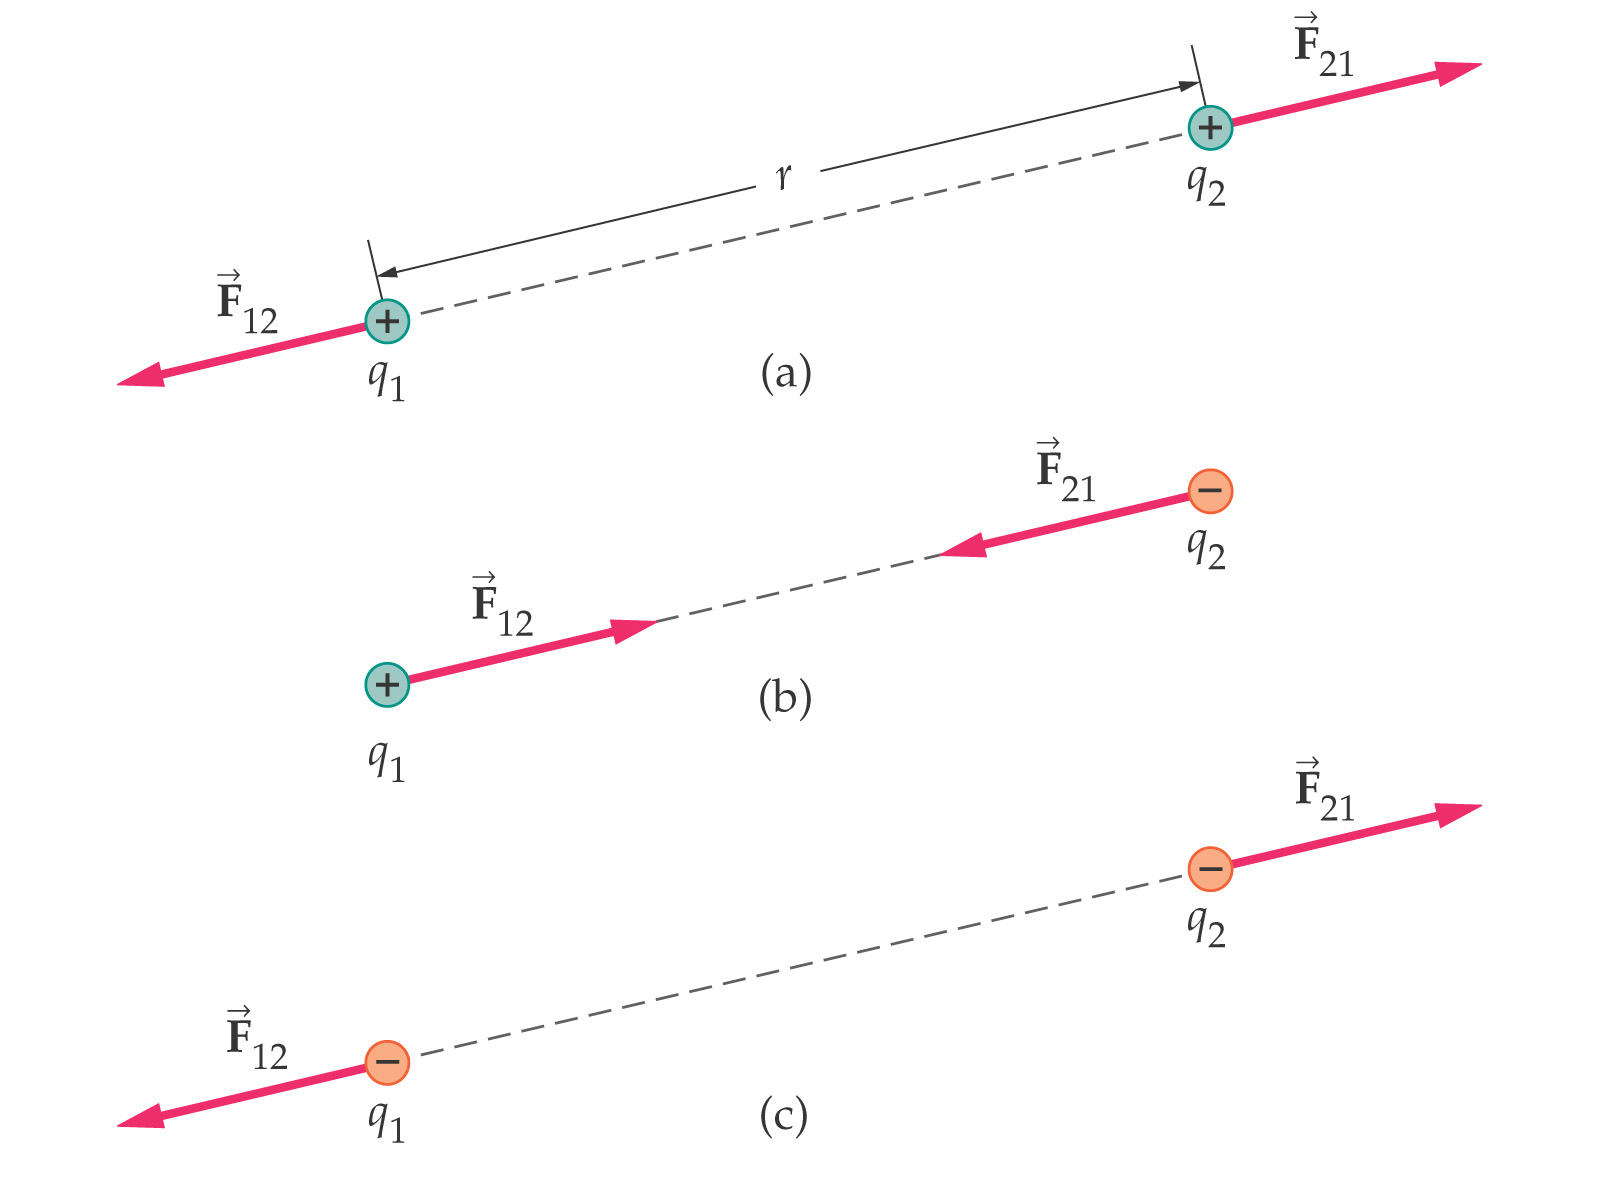 F⃗₂₁
+
q₂
r
F⃗₁₂
+
q₁
(a)
F⃗₂₁
−
q₂
F⃗₁₂
+
q₁
(b)
F⃗₂₁
−
q₂
F⃗₁₂
−
q₁
(c)